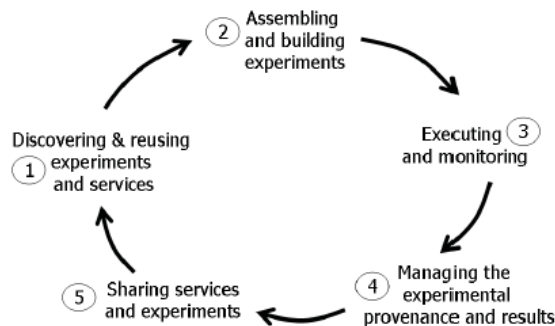 2 Assembling
and building
experiments
Executing 3
and monitoring
Discovering & reusing
experiments
1 and services
Managing the
4 experimental
provenance and results
5 Sharing services
and experiments